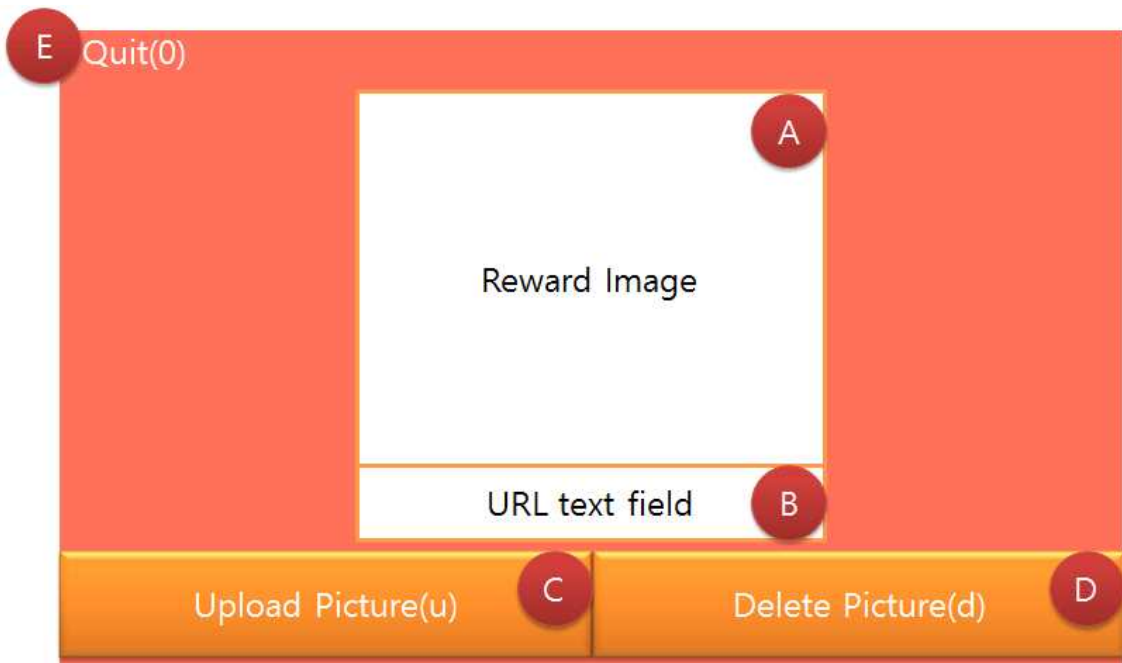 E Quit(0)
A
Reward Image
URL text field B
Upload Picture(u) C Delete Picture(d) D